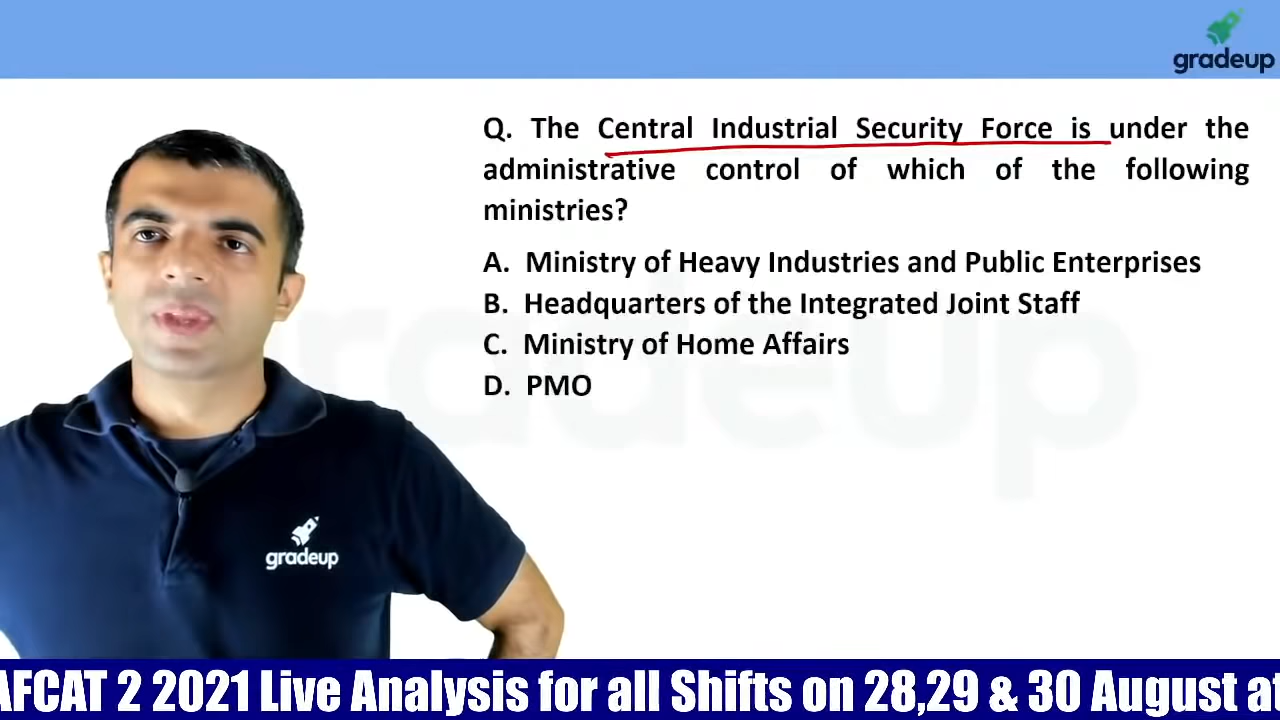 gradeup
Q. The Central Industrial Security Force is under the
administrative control of which of the following
ministries?
A. Ministry of Heavy Industries and Public Enterprises
B. Headquarters of the Integrated Joint Staff
C. Ministry of Home Affairs
D. PMO
gradeup
gradeup
AFCAT 2 2021 Live Analysis for all Shifts on 28,29 & 30 August at